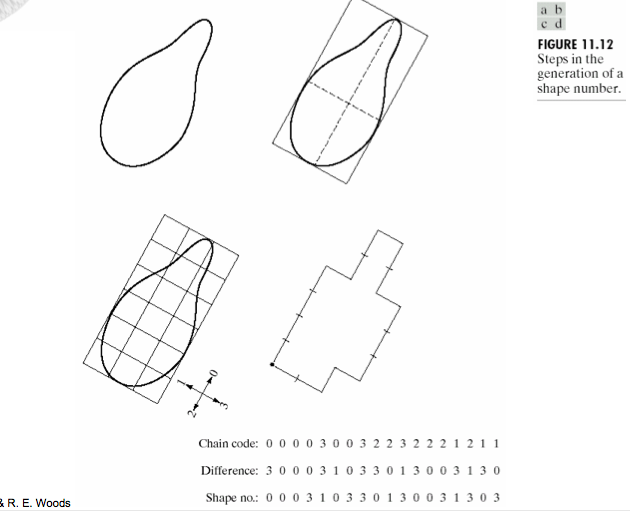 a b
c d
FIGURE 11.12
Steps in the
generation of a
shape number.
0
1
2
3
Chain code: 0 0 0 0 3 0 0 3 2 2 3 2 2 2 1 2 1 1
Difference: 3 0 0 0 3 1 0 3 3 0 1 3 0 0 3 1 3 0
Shape no.: 0 0 0 3 1 0 3 3 0 1 3 0 0 3 1 3 0 3
& R. E. Woods